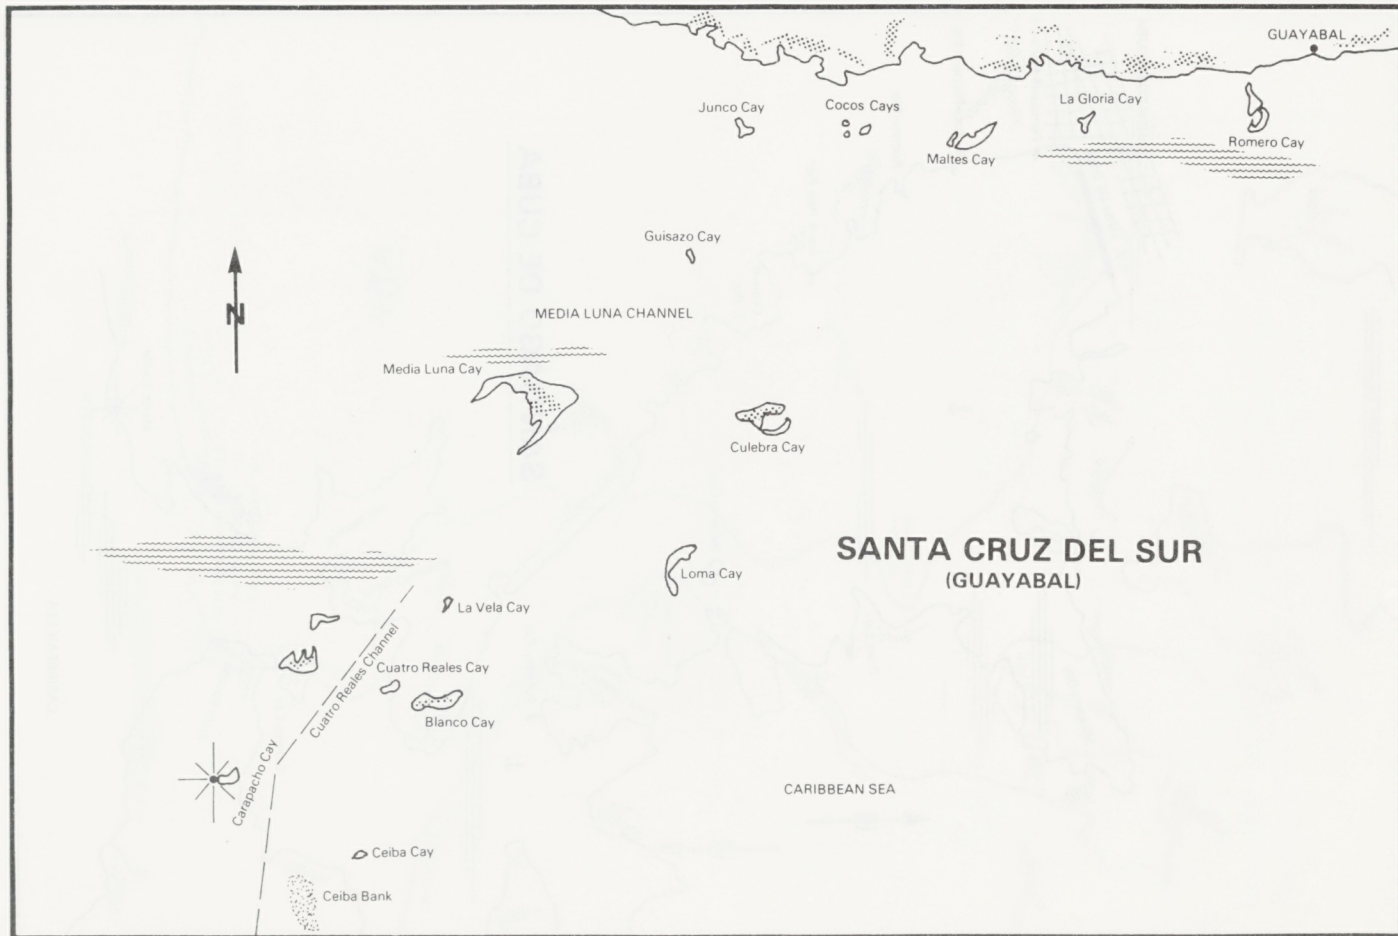 GUAYABAL
Junco Cay
Cocos Cays
La Gloria Cay
Maltes Cay
Romero Cay
Guisazo Cay
N
MEDIA LUNA CHANNEL
Media Luna Cay
Culebra Cay
SANTA CRUZ DEL SUR
(GUAYABAL)
Loma Cay
La Vela Cay
Cuatro Reales Channel
Cuatro Reales Cay
Blanco Cay
Carapacho Cay
CARIBBEAN SEA
Ceiba Cay
Ceiba Bank